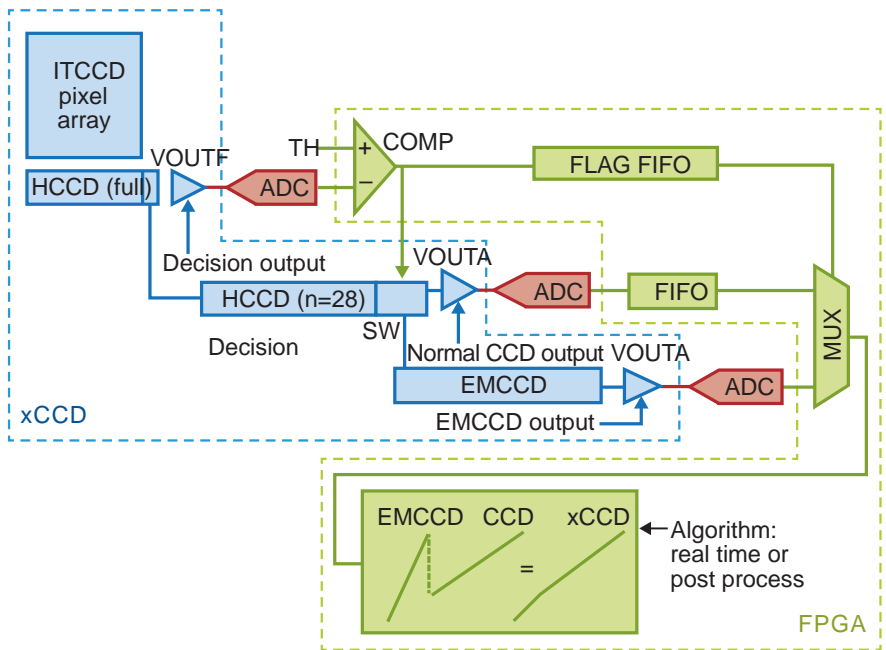 ITCCD
pixel
array
VOUTF
TH
+
COMP
−
FLAG FIFO
HCCD (full)
ADC
Decision output
VOUTA
HCCD (n=28)
ADC
FIFO
MUX
SW
Decision
Normal CCD output
VOUTA
EMCCD
ADC
EMCCD output
xCCD
EMCCD
CCD
xCCD
=
Algorithm:
real time or
post process
FPGA